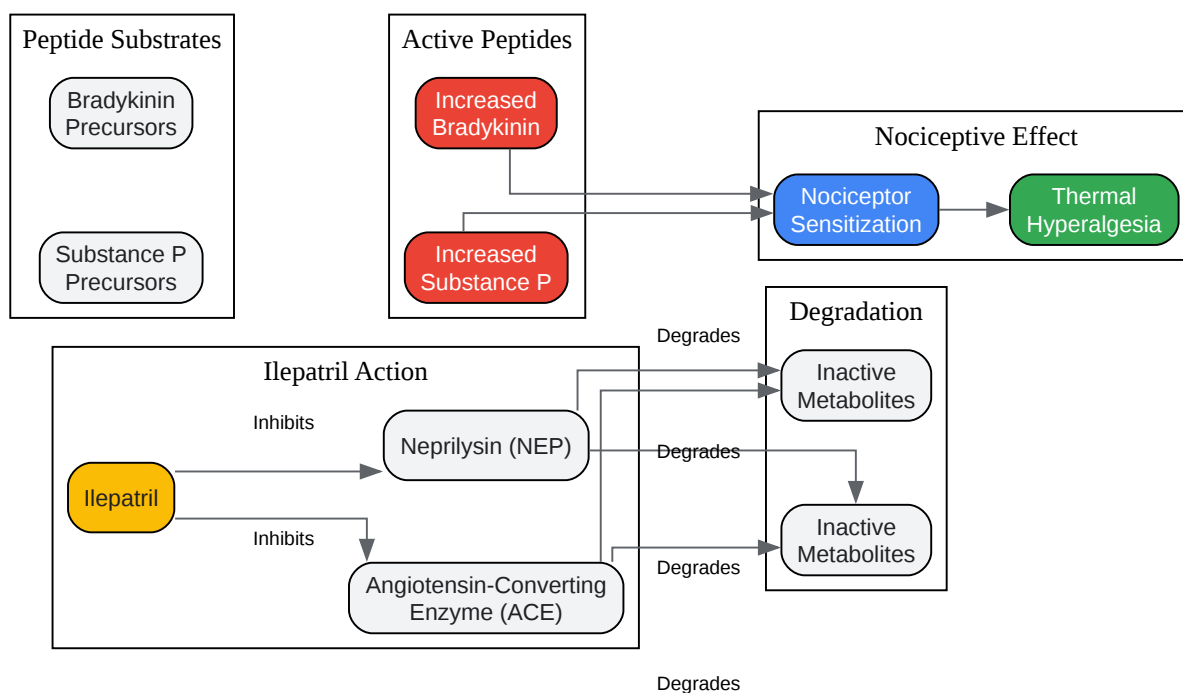 Peptide Substrates
Bradykinin
Precursors
Substance P
Precursors
Active Peptides
Increased
Bradykinin
Increased
Substance P
Nociceptive Effect
Nociceptor
Sensitization
Thermal
Hyperalgesia
Ilepatril Action
Ilepatril
Inhibits
Inhibits
Neprilysin (NEP)
Angiotensin-Converting
Enzyme (ACE)
Degrades
Degrades
Degrades
Degrades
Degradation
Inactive
Metabolites
Inactive
Metabolites